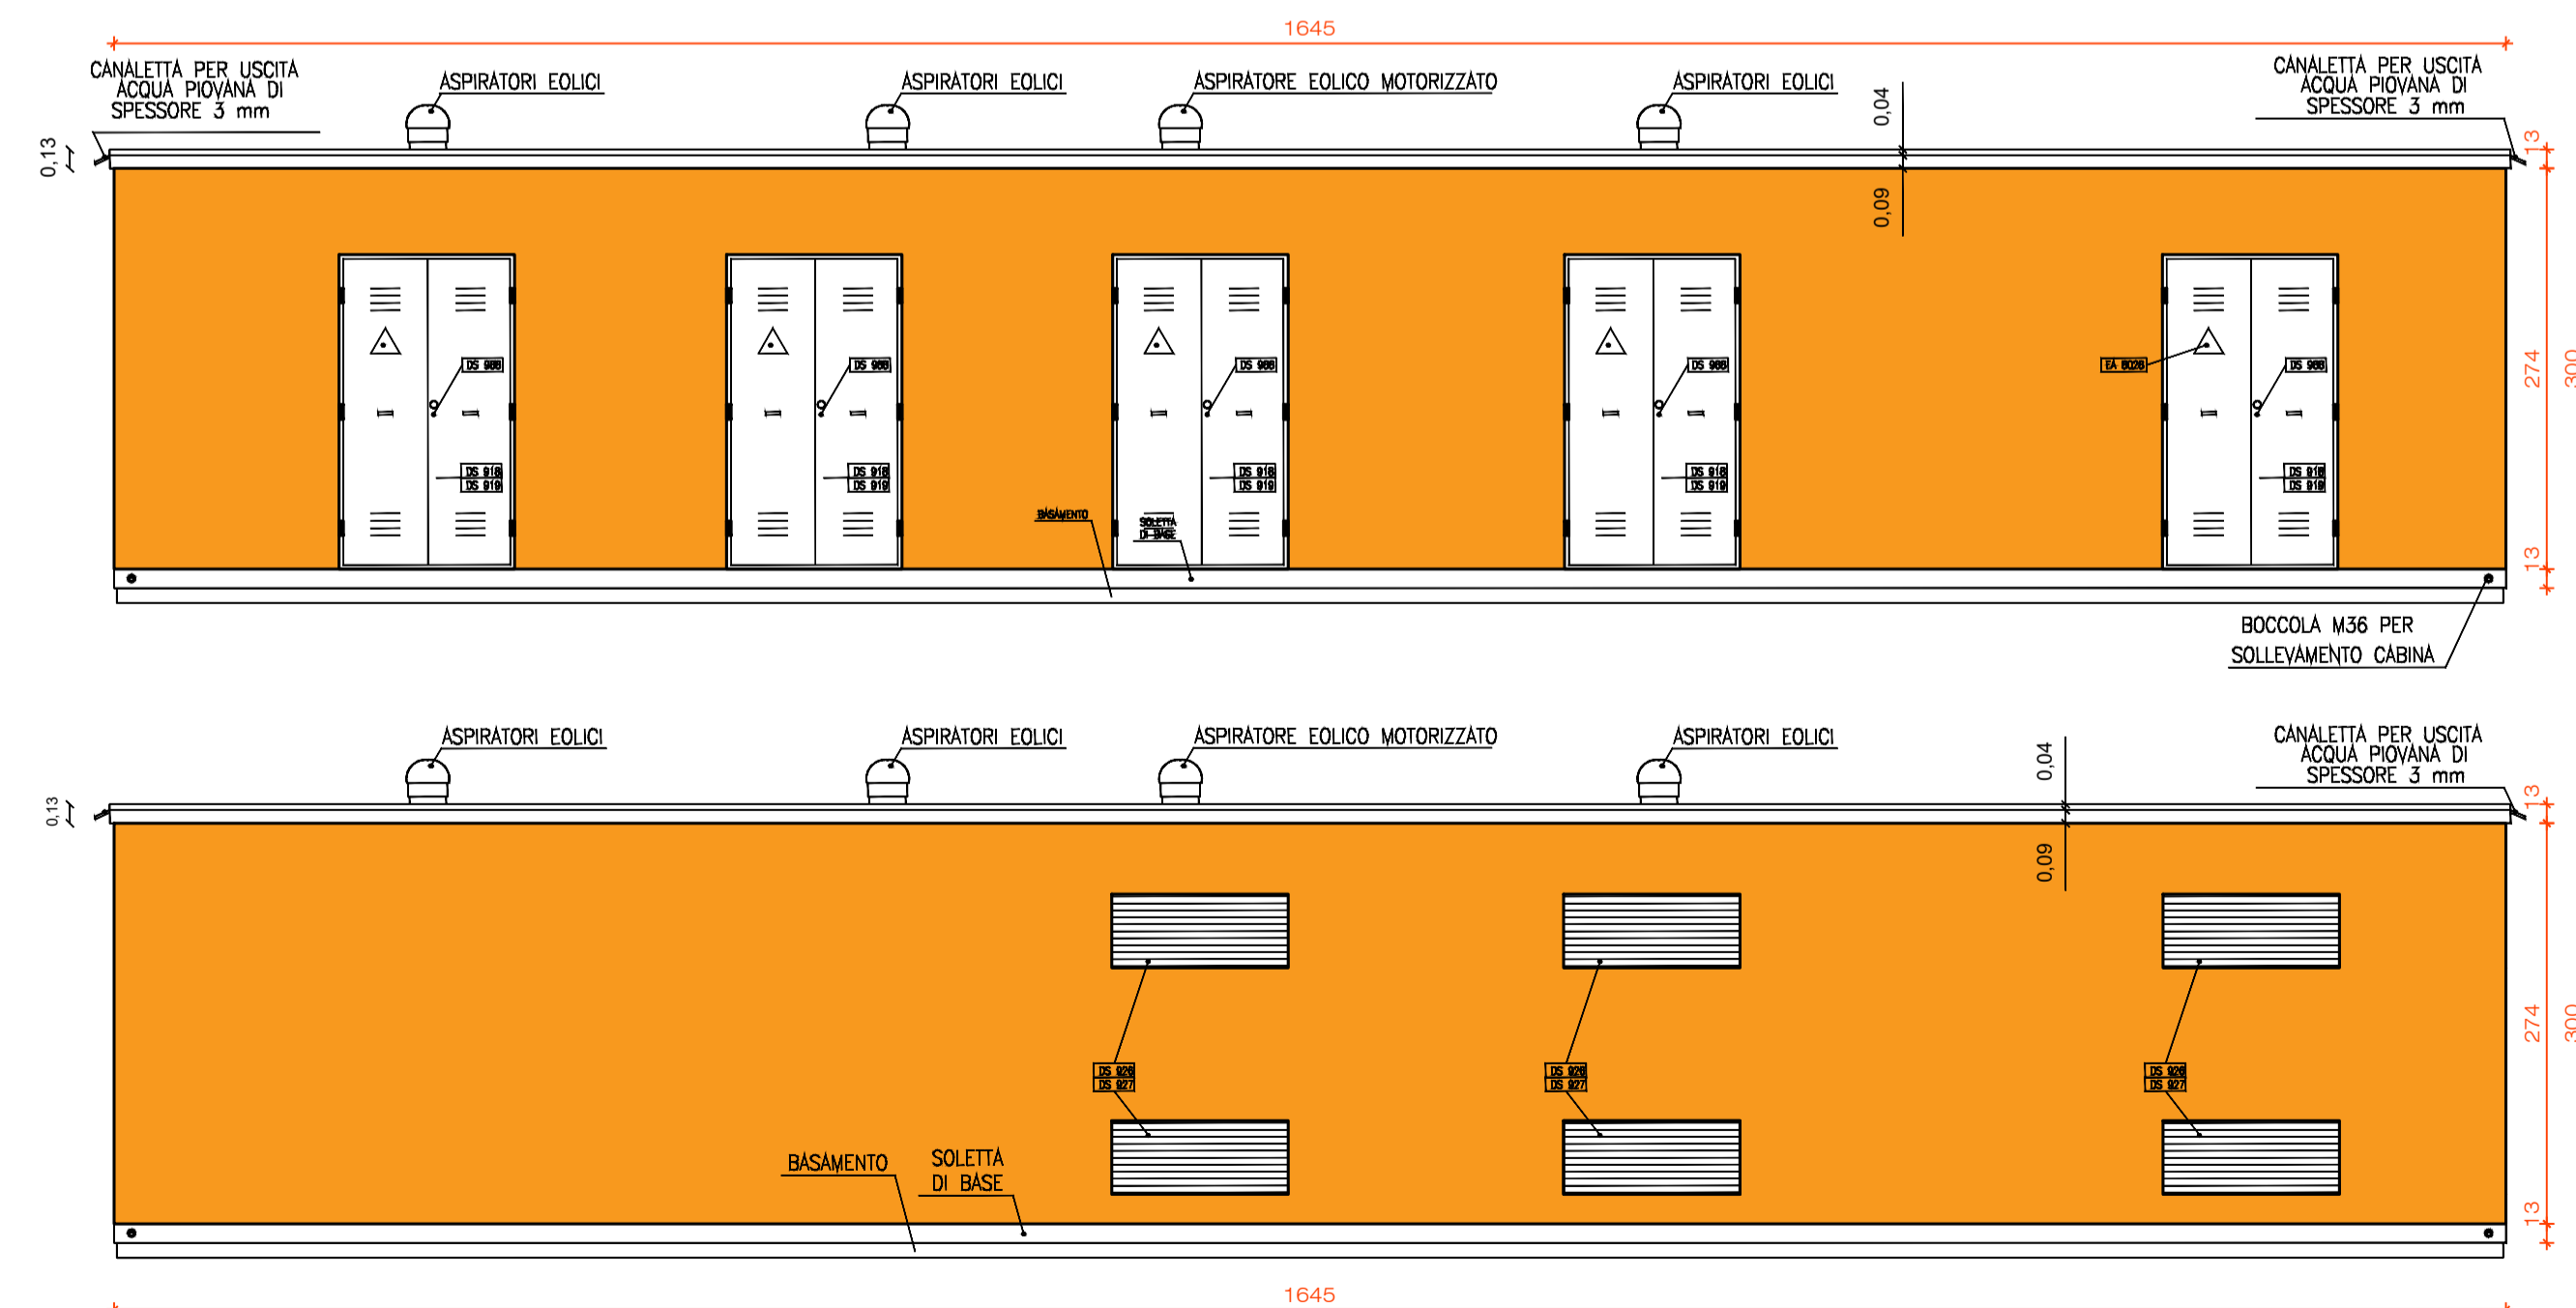 1645
CANALETTA PER USCITA
ACQUA PIOVANA DI
SPESSORE 3 mm
ASPIRATORI EOLICI
ASPIRATORI EOLICI
ASPIRATORE EOLICO MOTORIZZATO
ASPIRATORI EOLICI
CANALETTA PER USCITA
ACQUA PIOVANA DI
SPESSORE 3 mm
0,04
0,13
13
0,09
DS 988
DS 988
DS 988
DS 988
EA 8026
DS 988
274
300
DS 918
DS 919
DS 918
DS 919
DS 918
DS 919
DS 918
DS 919
DS 918
DS 919
BASAMENTO
SOLETTA
DI BASE
13
BOCCOLA M36 PER
SOLLEVAMENTO CABINA
ASPIRATORI EOLICI
ASPIRATORI EOLICI
ASPIRATORE EOLICO MOTORIZZATO
ASPIRATORI EOLICI
CANALETTA PER USCITA
ACQUA PIOVANA DI
SPESSORE 3 mm
0,04
0,13
13
0,09
274
300
DS 926
DS 927
DS 926
DS 927
DS 926
DS 927
BASAMENTO
SOLETTA
DI BASE
13
1645